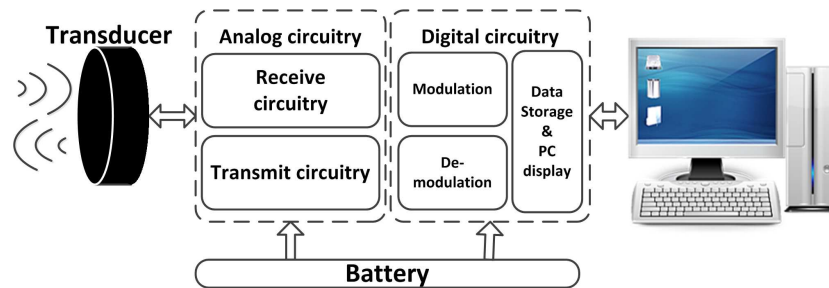 Transducer
Analog circuitry
Receive
circuitry
Transmit circuitry
Digital circuitry
Modulation
De-
modulation
Data
Storage
&
PC
display
Battery